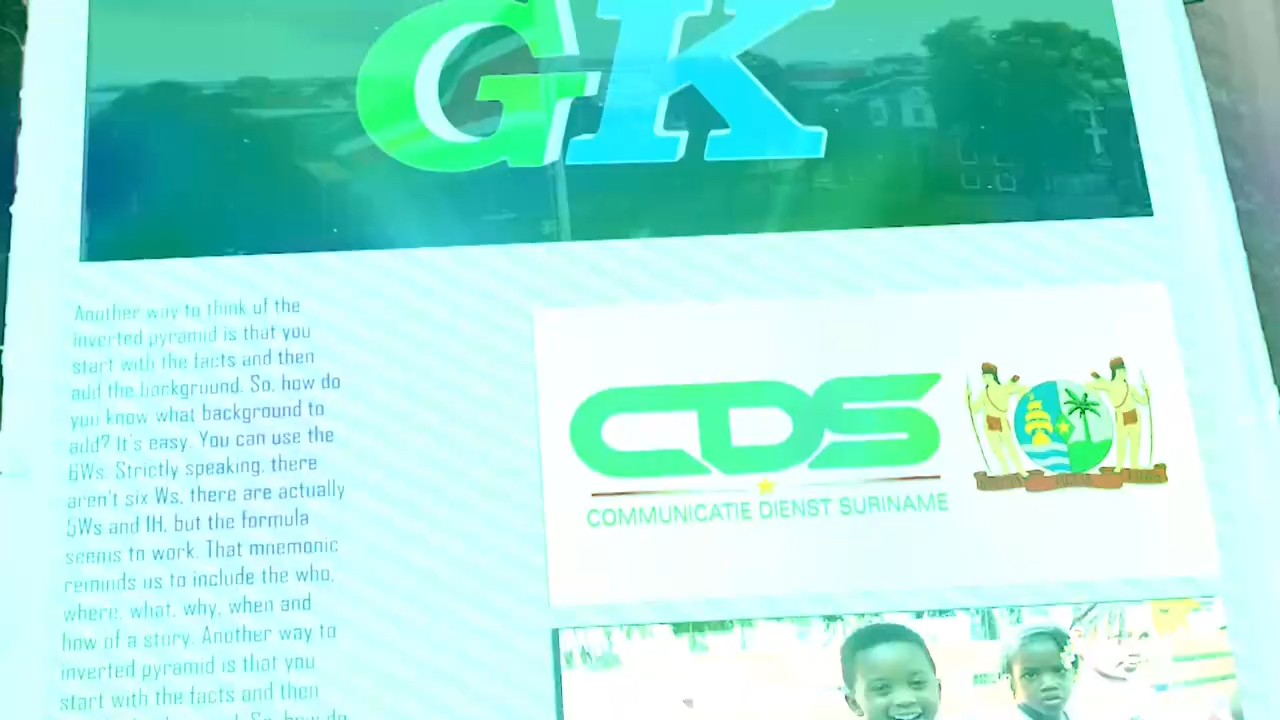 GK
Another way to think of the
inverted pyramid is that you
start with the facts and then
add the background. So, how do
you know what background to
add? It's easy. You can use the
6Ws. Strictly speaking, there
aren't six Ws, there are actually
5Ws and 1H, but the formula
seems to work. That mnemonic
reminds us to include the who,
where, what, why, when and
how of a story. Another way to
inverted pyramid is that you
start with the facts and then
CDS
COMMUNICATIE DIENST SURINAME